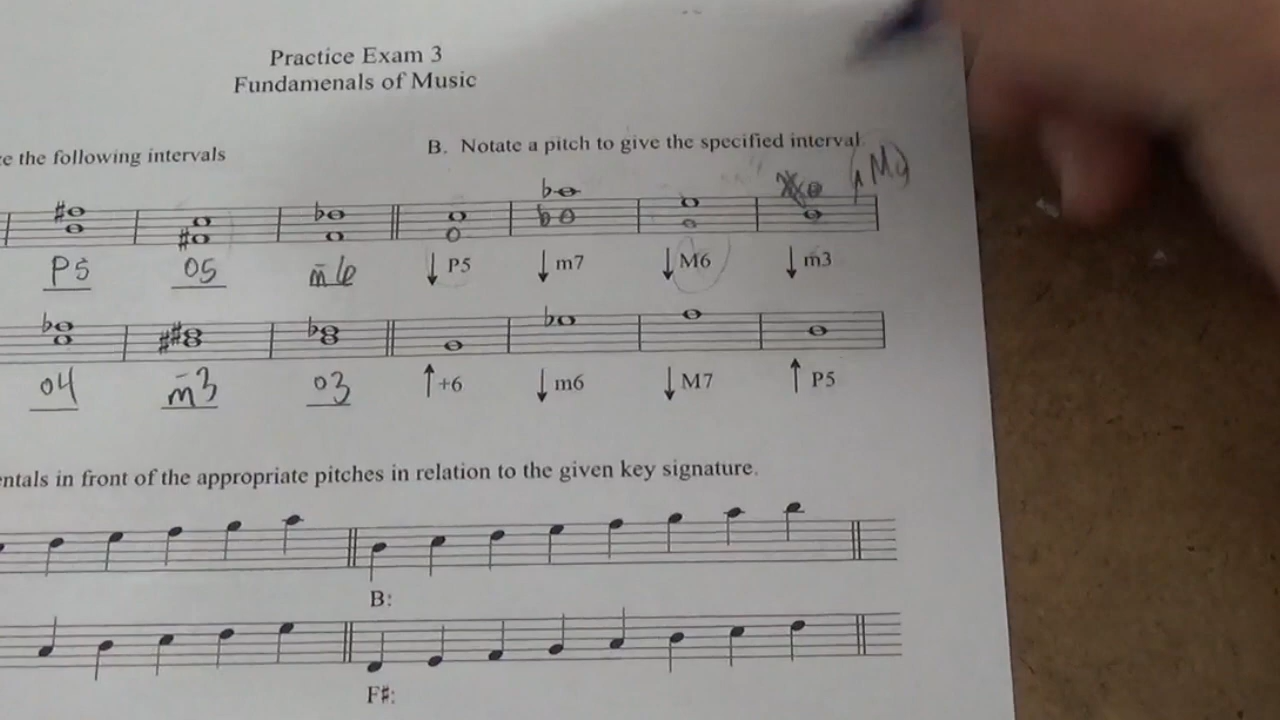 Practice Exam 3
Fundamenals of Music
the following intervals
B. Notate a pitch to give the specified interval
M9
P5 o5 m6 ↓ P5 ↓ m7 ↓ M6 ↓ m3
o4 m3 o3 ↑ +6 ↓ m6 ↓ M7 ↑ P5
in front of the appropriate pitches in relation to the given key signature.
B:
F#: